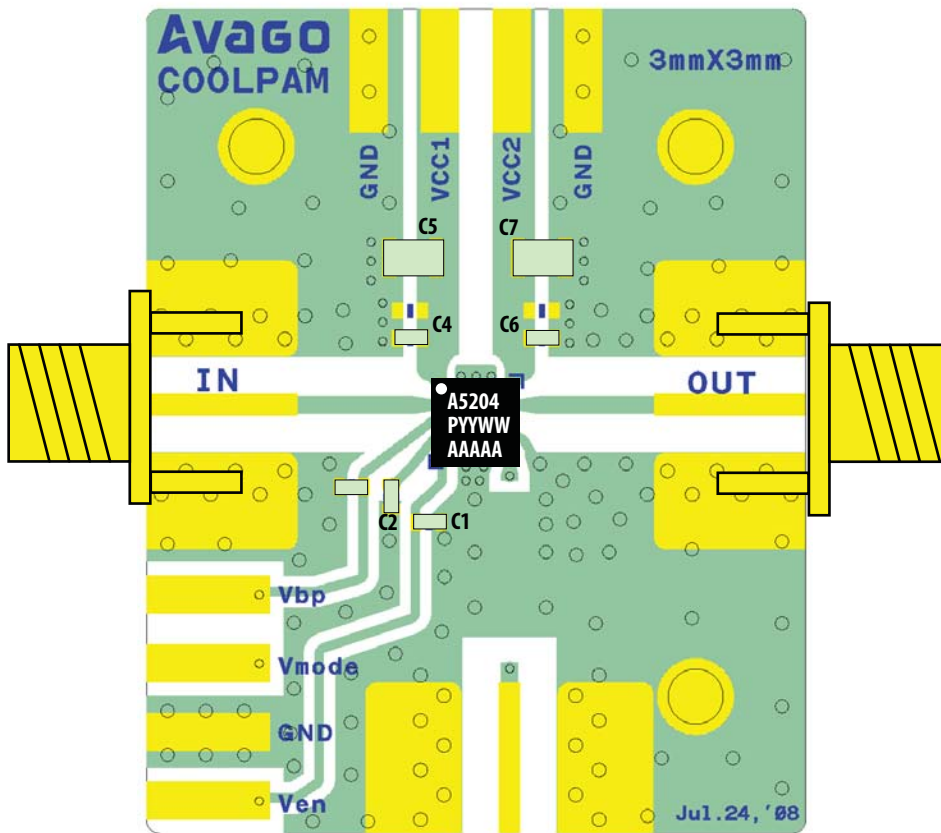 Avago
COOLPAM
3mmX3mm
GND
VCC1
VCC2
GND
C5
C7
C4
C6
IN
OUT
A5204
PYYWW
AAAAA
C2
C1
Vbp
Vmode
GND
Ven
Jul.24,'08